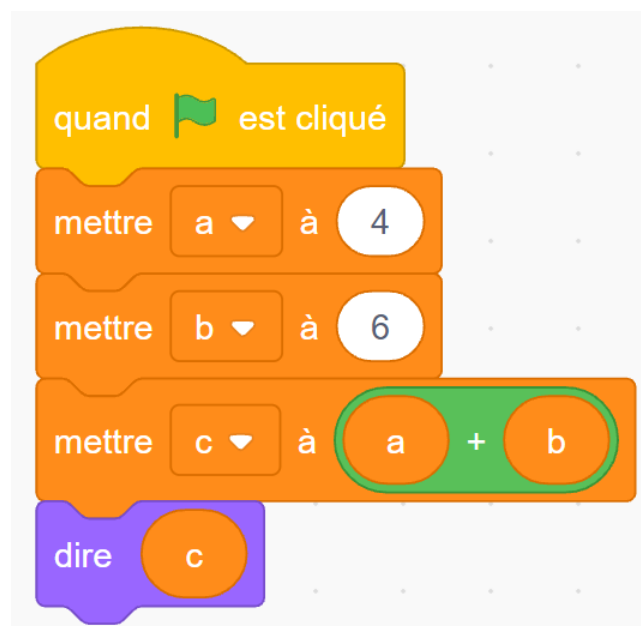 quand est cliqué
mettre a à 4
mettre b à 6
mettre c à a + b
dire c